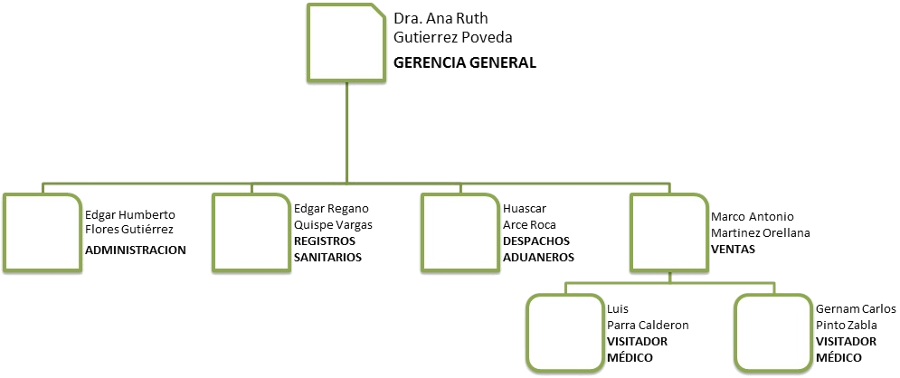 Dra. Ana Ruth
Gutierrez Poveda
GERENCIA GENERAL
Edgar Humberto
Flores Gutiérrez
ADMINISTRACION
Edgar Regano
Quispe Vargas
REGISTROS
SANITARIOS
Huascar
Arce Roca
DESPACHOS
ADUANEROS
Marco Antonio
Martinez Orellana
VENTAS
Luis
Parra Calderon
VISITADOR
MÉDICO
Gernam Carlos
Pinto Zabla
VISITADOR
MÉDICO